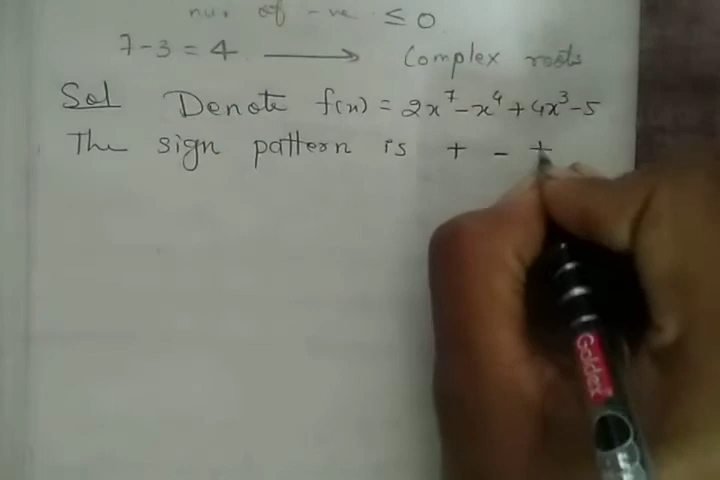 nu. of -ve ≤ 0
7-3 = 4 ⟶ Complex roots
Sol Denote f(x) = 2x⁷-x⁴+4x³-5
The sign pattern is + - +
Goldex